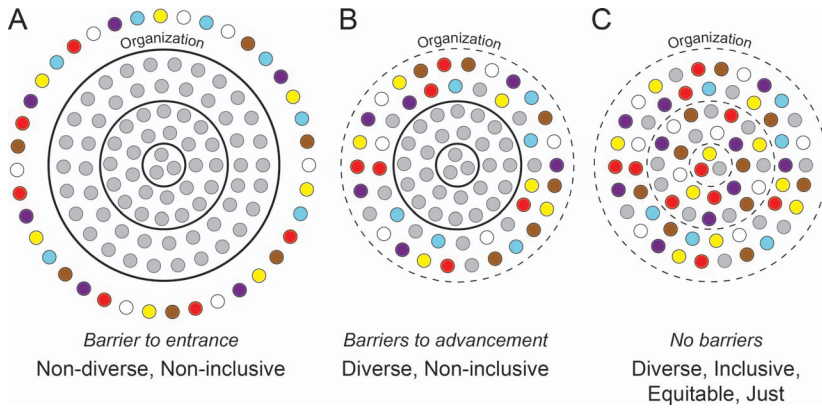 A
B
C
Organization
Organization
Organization
Barrier to entrance
Non-diverse, Non-inclusive
Barriers to advancement
Diverse, Non-inclusive
No barriers
Diverse, Inclusive,
Equitable, Just